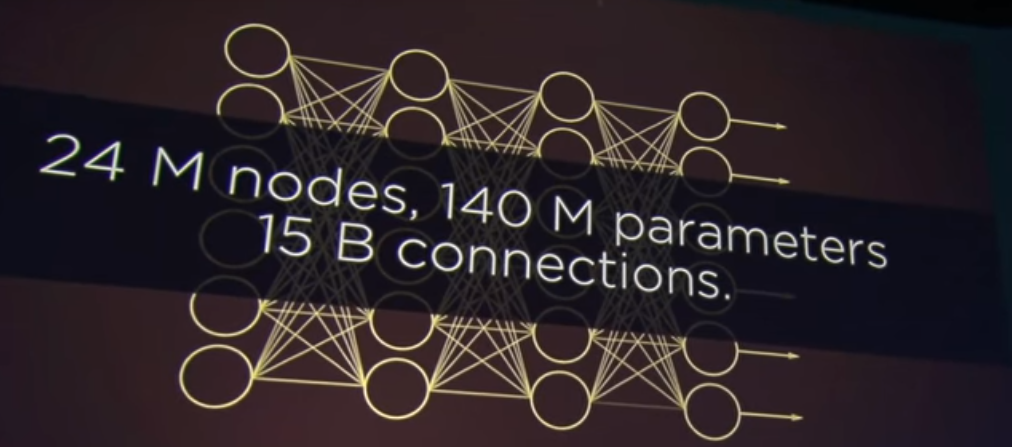 24 M nodes, 140 M parameters
15 B connections.